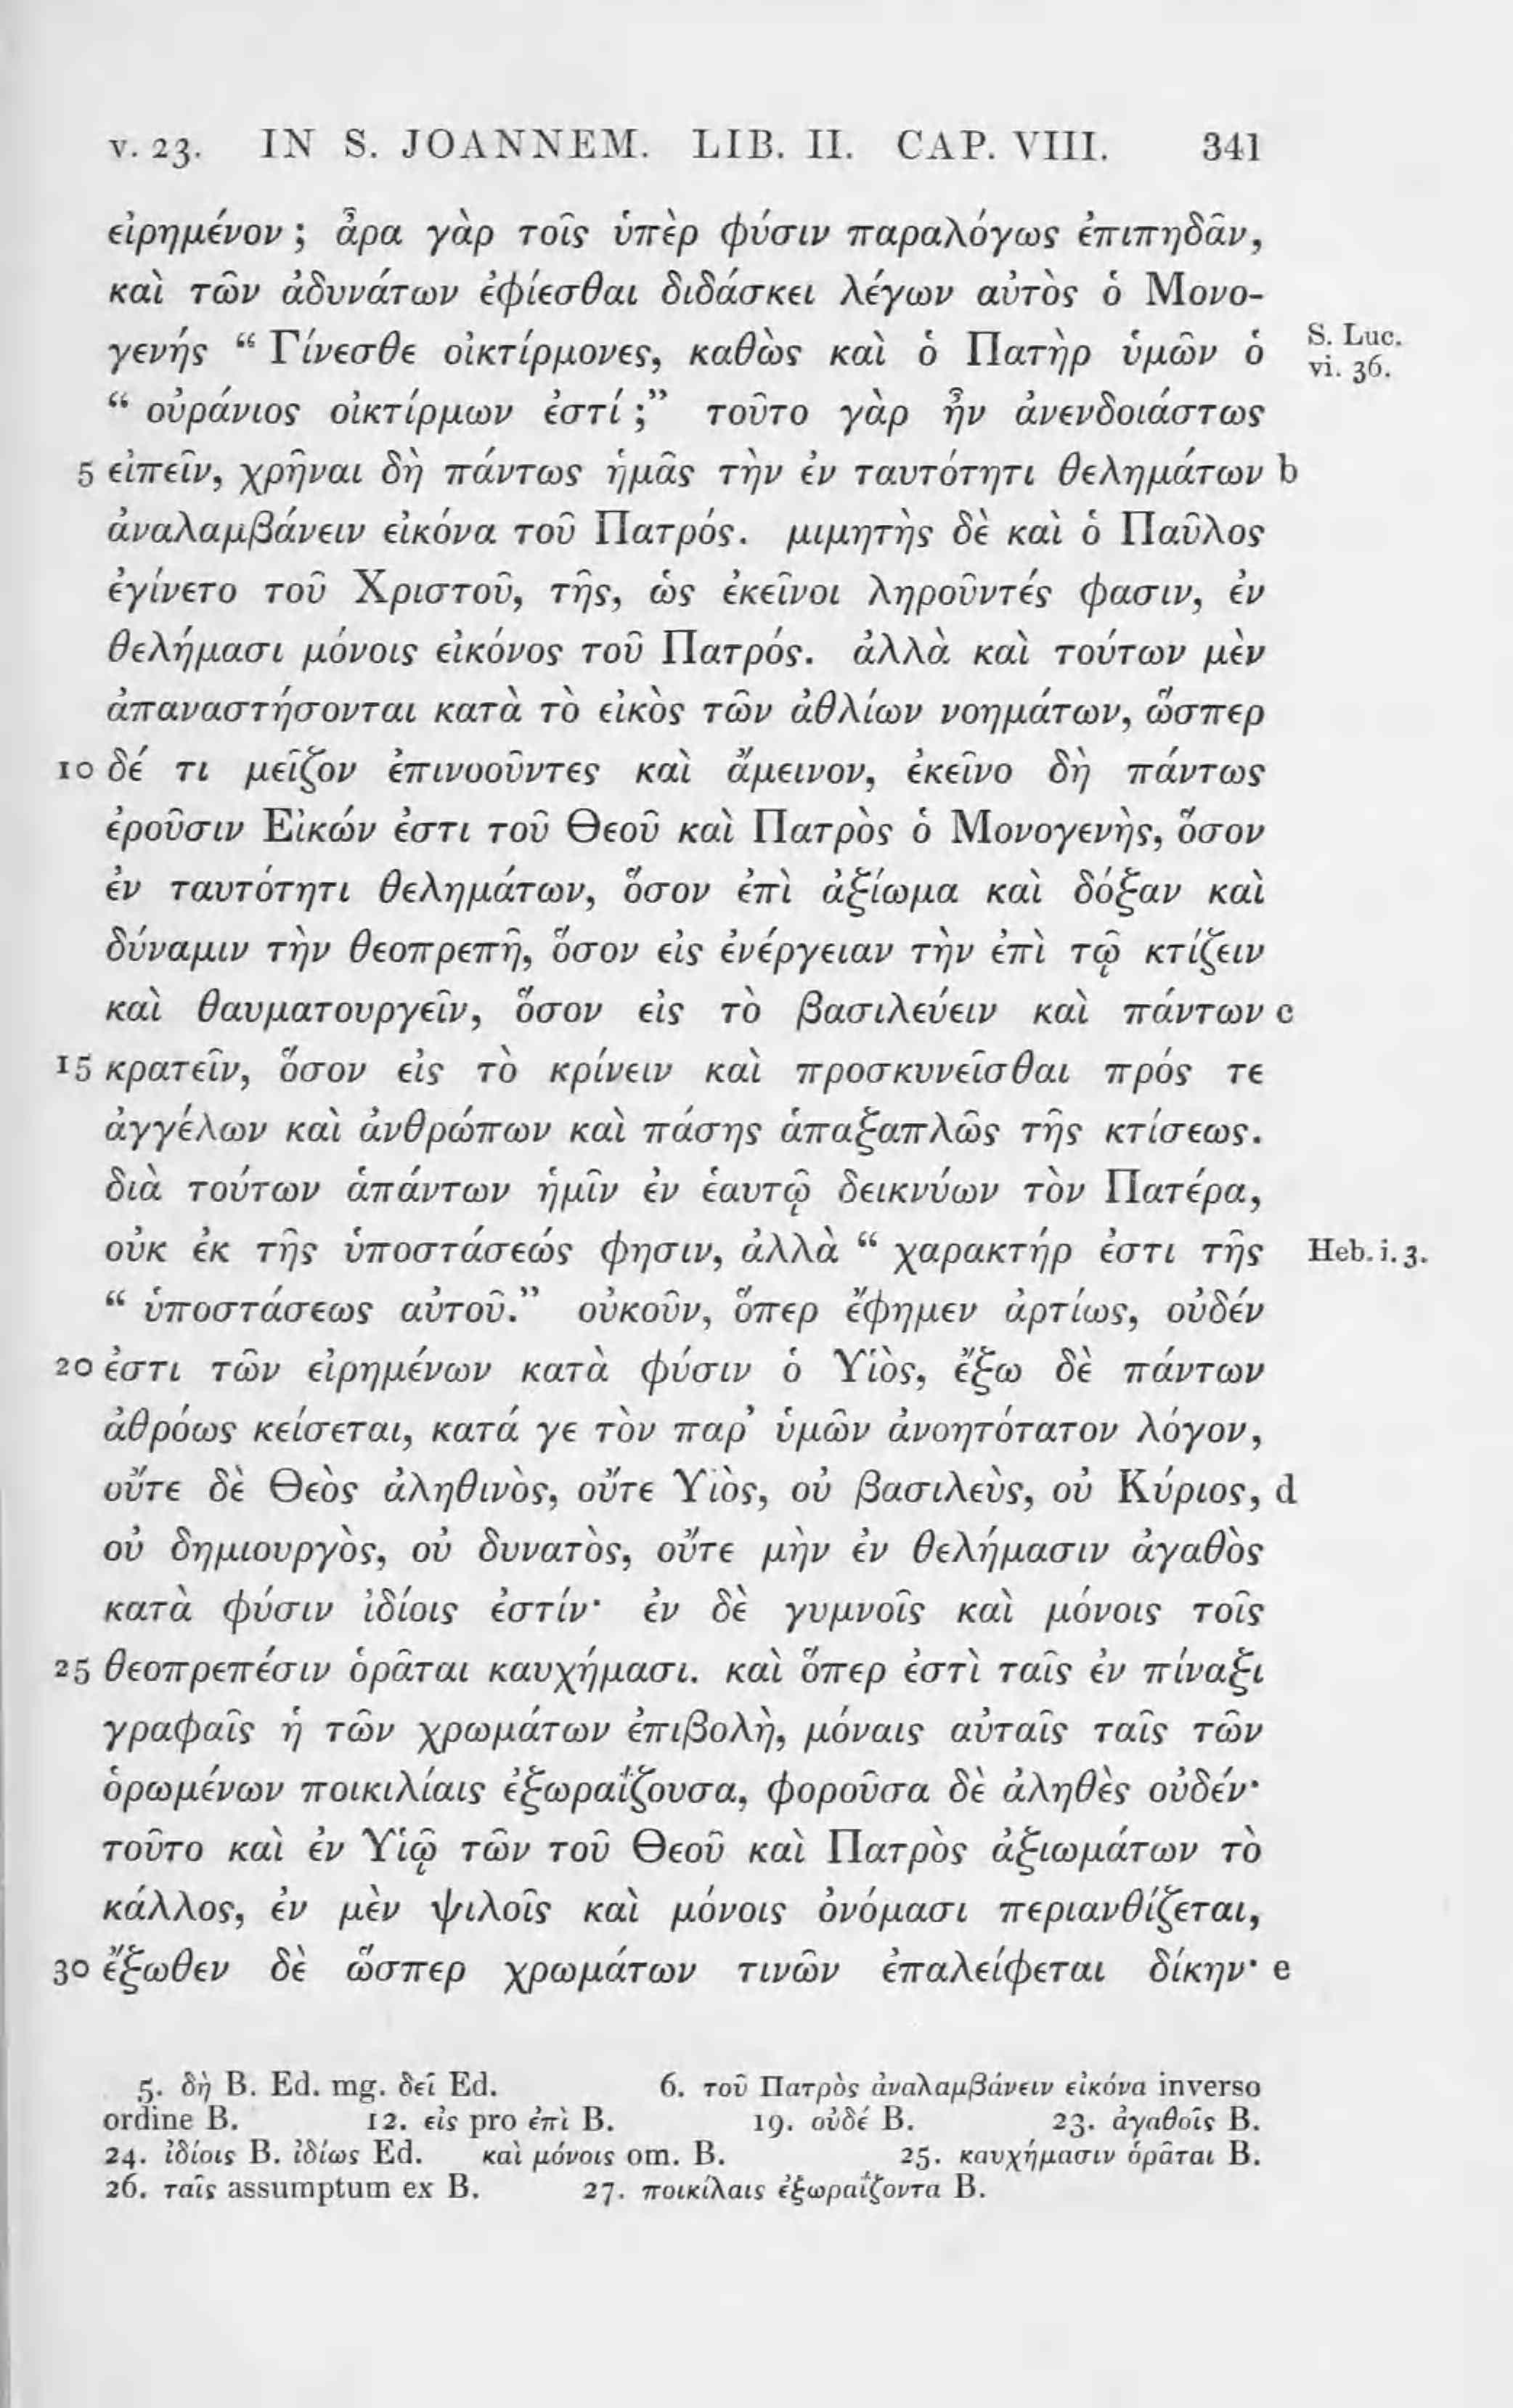 v. 23. IN S. JOANNEM. LIB. II. CAP. VIII. 341
εἰρημένον ; ἆρα γὰρ τοῖς ὑπὲρ φύσιν παραλόγως ἐπιπηδᾶν,
καὶ τῶν ἀδυνάτων ἐφίεσθαι διδάσκει λέγων αὐτὸς ὁ Μονο-
γενής “ Γίνεσθε οἰκτίρμονες, καθὼς καὶ ὁ Πατὴρ ὑμῶν ὁ S. Luc. vi. 36.
“ οὐράνιος οἰκτίρμων ἐστί ;” τοῦτο γὰρ ἦν ἀνενδοιάστως
5 εἰπεῖν, χρῆναι δὴ πάντως ἡμᾶς τὴν ἐν ταυτότητι θελημάτων b
ἀναλαμβάνειν εἰκόνα τοῦ Πατρός. μιμητὴς δὲ καὶ ὁ Παῦλος
ἐγίνετο τοῦ Χριστοῦ, τῆς, ὡς ἐκεῖνοι ληροῦντές φασιν, ἐν
θελήμασι μόνοις εἰκόνος τοῦ Πατρός. ἀλλὰ καὶ τούτων μὲν
ἀπαναστήσονται κατὰ τὸ εἰκὸς τῶν ἀθλίων νοημάτων, ὥσπερ
10 δέ τι μεῖζον ἐπινοοῦντες καὶ ἄμεινον, ἐκεῖνο δὴ πάντως
ἐροῦσιν Εἰκών ἐστι τοῦ Θεοῦ καὶ Πατρὸς ὁ Μονογενὴς, ὅσον
ἐν ταυτότητι θελημάτων, ὅσον ἐπὶ ἀξίωμα καὶ δόξαν καὶ
δύναμιν τὴν θεοπρεπῆ, ὅσον εἰς ἐνέργειαν τὴν ἐπὶ τῷ κτίζειν
καὶ θαυματουργεῖν, ὅσον εἰς τὸ βασιλεύειν καὶ πάντων c
15 κρατεῖν, ὅσον εἰς τὸ κρίνειν καὶ προσκυνεῖσθαι πρός τε
ἀγγέλων καὶ ἀνθρώπων καὶ πάσης ἁπαξαπλῶς τῆς κτίσεως.
διὰ τούτων ἁπάντων ἡμῖν ἐν ἑαυτῷ δεικνύων τὸν Πατέρα,
οὐκ ἐκ τῆς ὑποστάσεώς φησιν, ἀλλὰ “ χαρακτήρ ἐστι τῆς Heb. i. 3.
“ ὑποστάσεως αὐτοῦ.” οὐκοῦν, ὅπερ ἔφημεν ἀρτίως, οὐδέν
20 ἐστι τῶν εἰρημένων κατὰ φύσιν ὁ Υἱὸς, ἔξω δὲ πάντων
ἀθρόως κείσεται, κατά γε τὸν παρ’ ὑμῶν ἀνοητότατον λόγον,
οὔτε δὲ Θεὸς ἀληθινὸς, οὔτε Υἱὸς, οὐ βασιλεὺς, οὐ Κύριος, d
οὐ δημιουργὸς, οὐ δυνατὸς, οὔτε μὴν ἐν θελήμασιν ἀγαθὸς
κατὰ φύσιν ἰδίοις ἐστίν· ἐν δὲ γυμνοῖς καὶ μόνοις τοῖς
25 θεοπρεπέσιν ὁρᾶται καυχήμασι. καὶ ὅπερ ἐστὶ ταῖς ἐν πίναξι
γραφαῖς ἡ τῶν χρωμάτων ἐπιβολὴ, μόναις αὐταῖς ταῖς τῶν
ὁρωμένων ποικιλίαις ἐξωραΐζουσα, φοροῦσα δὲ ἀληθὲς οὐδέν·
τοῦτο καὶ ἐν Υἱῷ τῶν τοῦ Θεοῦ καὶ Πατρὸς ἀξιωμάτων τὸ
κάλλος, ἐν μὲν ψιλοῖς καὶ μόνοις ὀνόμασι περιανθίζεται,
30 ἔξωθεν δὲ ὥσπερ χρωμάτων τινῶν ἐπαλείφεται δίκην· e
5. δὴ B. Ed. mg. δεῖ Ed. 6. τοῦ Πατρὸς ἀναλαμβάνειν εἰκόνα inverso
ordine B. 12. εἰς pro ἐπὶ B. 19. οὐδέ B. 23. ἀγαθοῖς B.
24. ἰδίοις B. ἰδίως Ed. καὶ μόνοις om. B. 25. καυχήμασιν ὁρᾶται B.
26. ταῖς assumptum ex B. 27. ποικίλαις ἐξωραΐζοντα B.